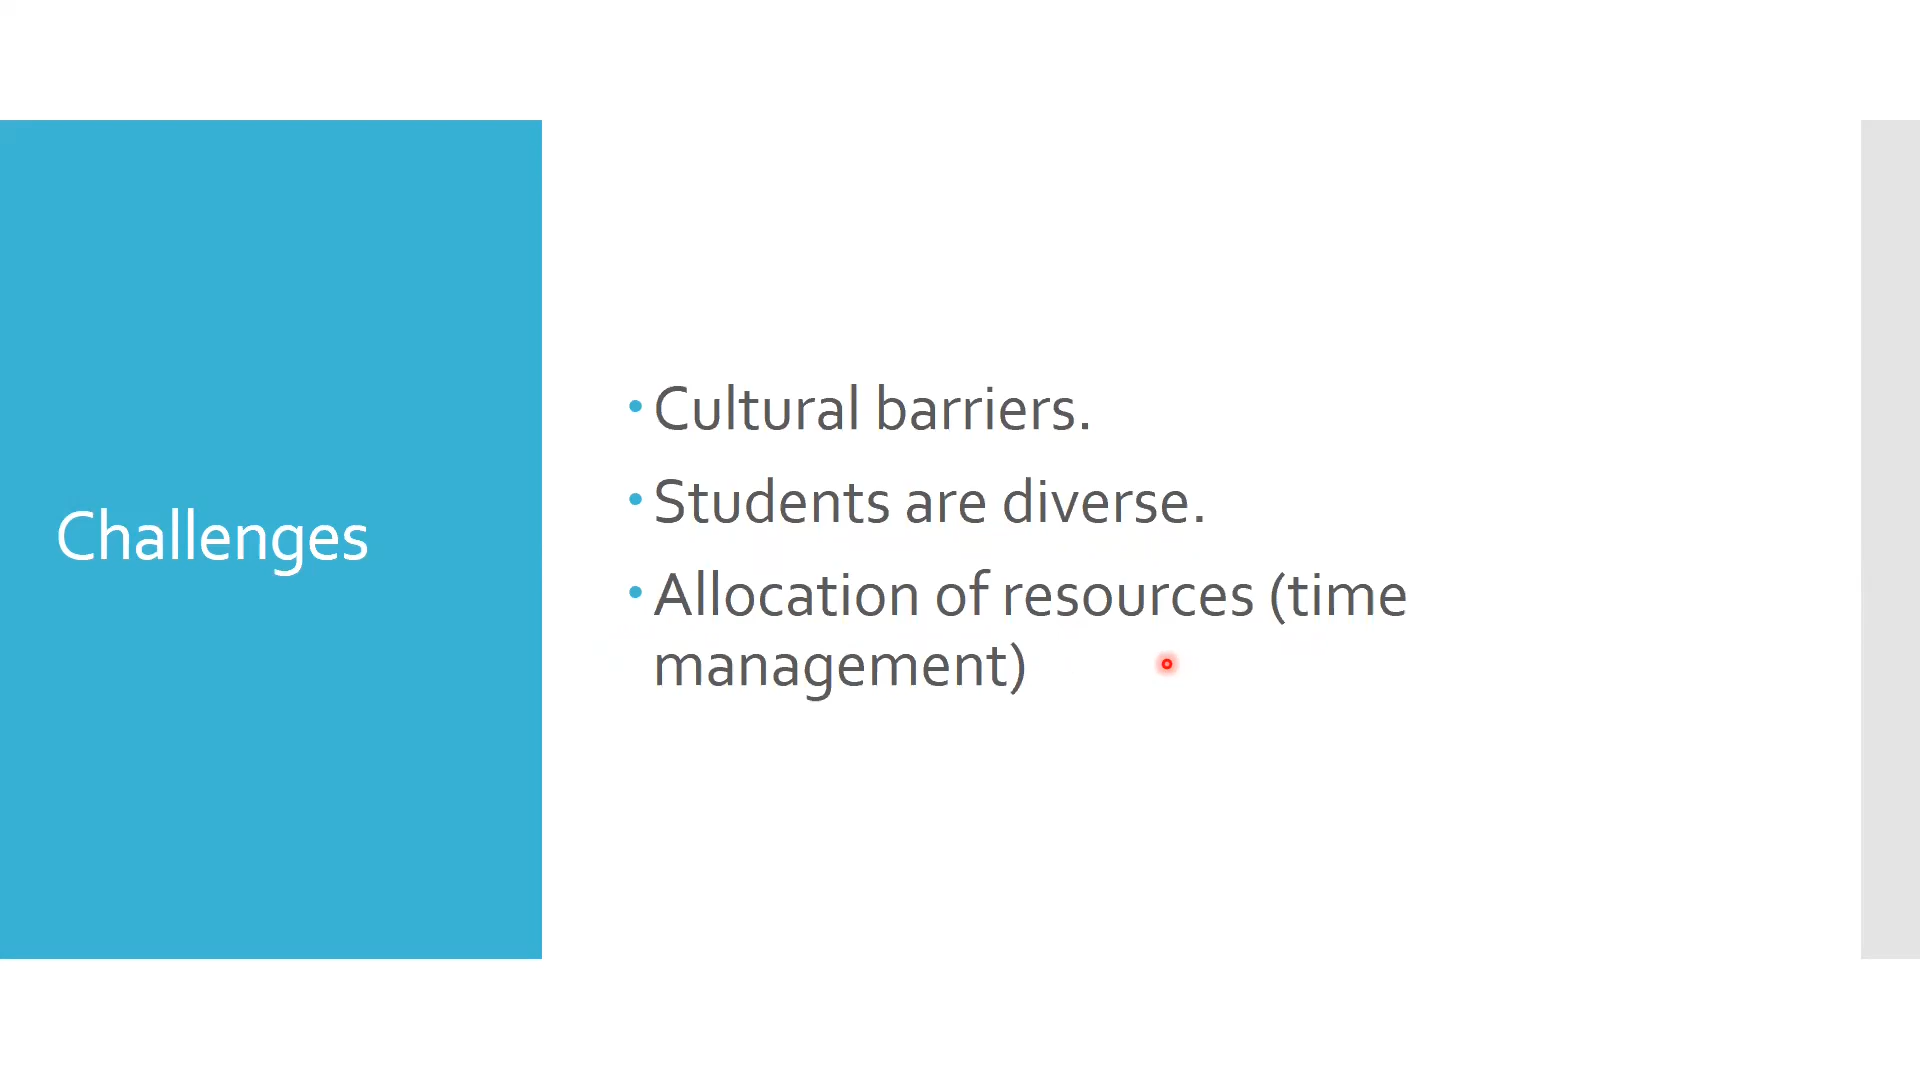 Challenges
• Cultural barriers.
• Students are diverse.
• Allocation of resources (time
management)